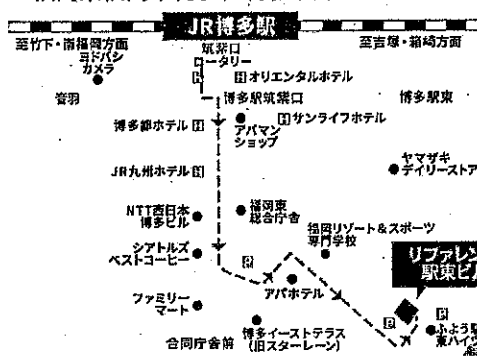 JR博多駅
至竹下・南福岡方面
至吉塚・箱崎方面
筑紫口
ロータリー
ヨドバシ
カメラ
H オリエンタルホテル
音羽
博多駅筑紫口
博多駅東
博多都ホテル H
アパマン
ショップ
H サンライフホテル
JR九州ホテル H
ヤマザキ
デイリーストア
NTT西日本
博多ビル
福岡東
総合庁舎
福岡リゾート&スポーツ
専門学校
シアトルズ
ベストコーヒー
P
リファレン
駅東ビ
アパホテル
ファミリー
マート
P
P
ふよう
東ハイツ
合同庁舎前
博多イーストテラス
(旧スターレーン)